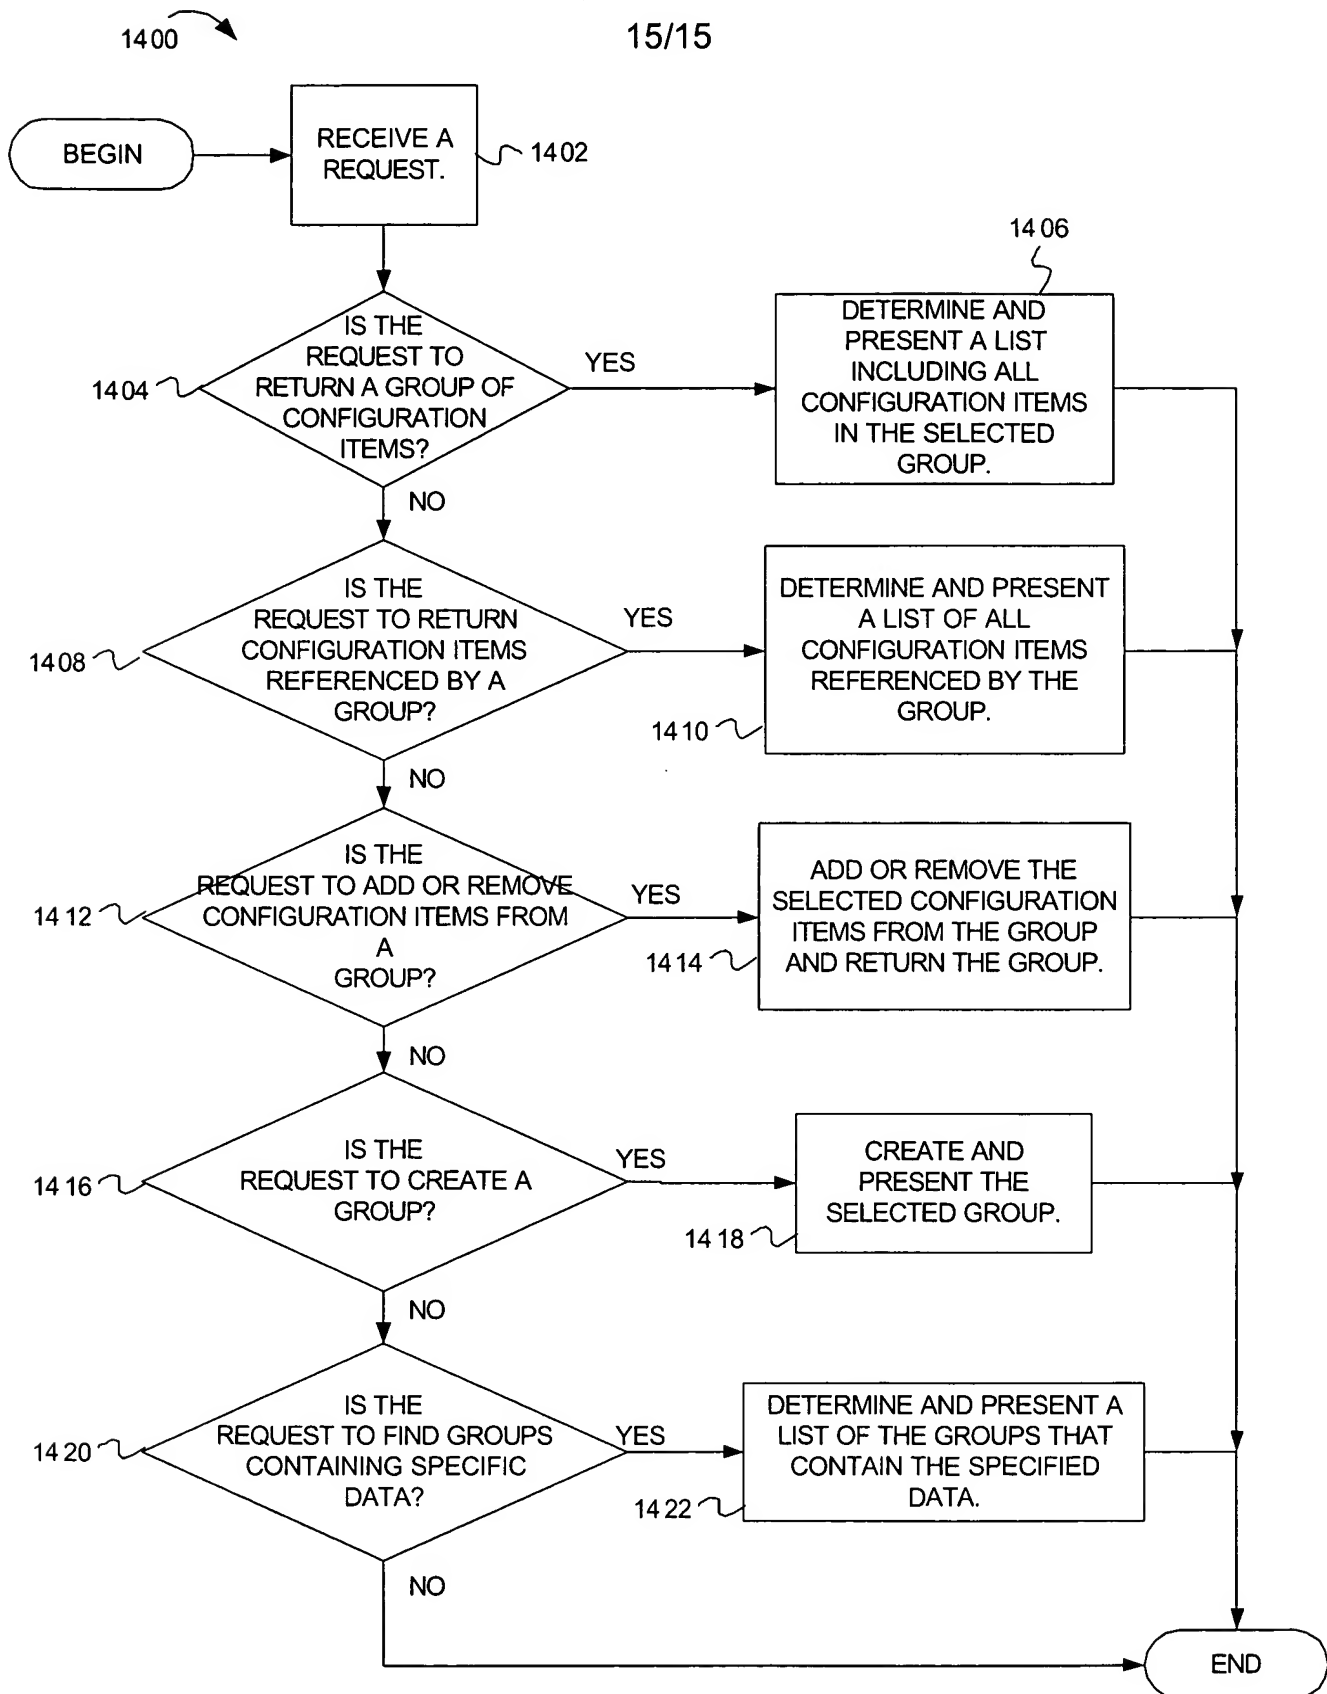 1400
15/15
BEGIN
RECEIVE A
REQUEST.
1402
1404
IS THE
REQUEST TO
RETURN A GROUP OF
CONFIGURATION
ITEMS?
YES
NO
1406
DETERMINE AND
PRESENT A LIST
INCLUDING ALL
CONFIGURATION ITEMS
IN THE SELECTED
GROUP.
1408
IS THE
REQUEST TO RETURN
CONFIGURATION ITEMS
REFERENCED BY A
GROUP?
YES
NO
1410
DETERMINE AND PRESENT
A LIST OF ALL
CONFIGURATION ITEMS
REFERENCED BY THE
GROUP.
1412
IS THE
REQUEST TO ADD OR REMOVE
CONFIGURATION ITEMS FROM
A
GROUP?
YES
NO
1414
ADD OR REMOVE THE
SELECTED CONFIGURATION
ITEMS FROM THE GROUP
AND RETURN THE GROUP.
1416
IS THE
REQUEST TO CREATE A
GROUP?
YES
NO
1418
CREATE AND
PRESENT THE
SELECTED GROUP.
1420
IS THE
REQUEST TO FIND GROUPS
CONTAINING SPECIFIC
DATA?
YES
NO
1422
DETERMINE AND PRESENT A
LIST OF THE GROUPS THAT
CONTAIN THE SPECIFIED
DATA.
END